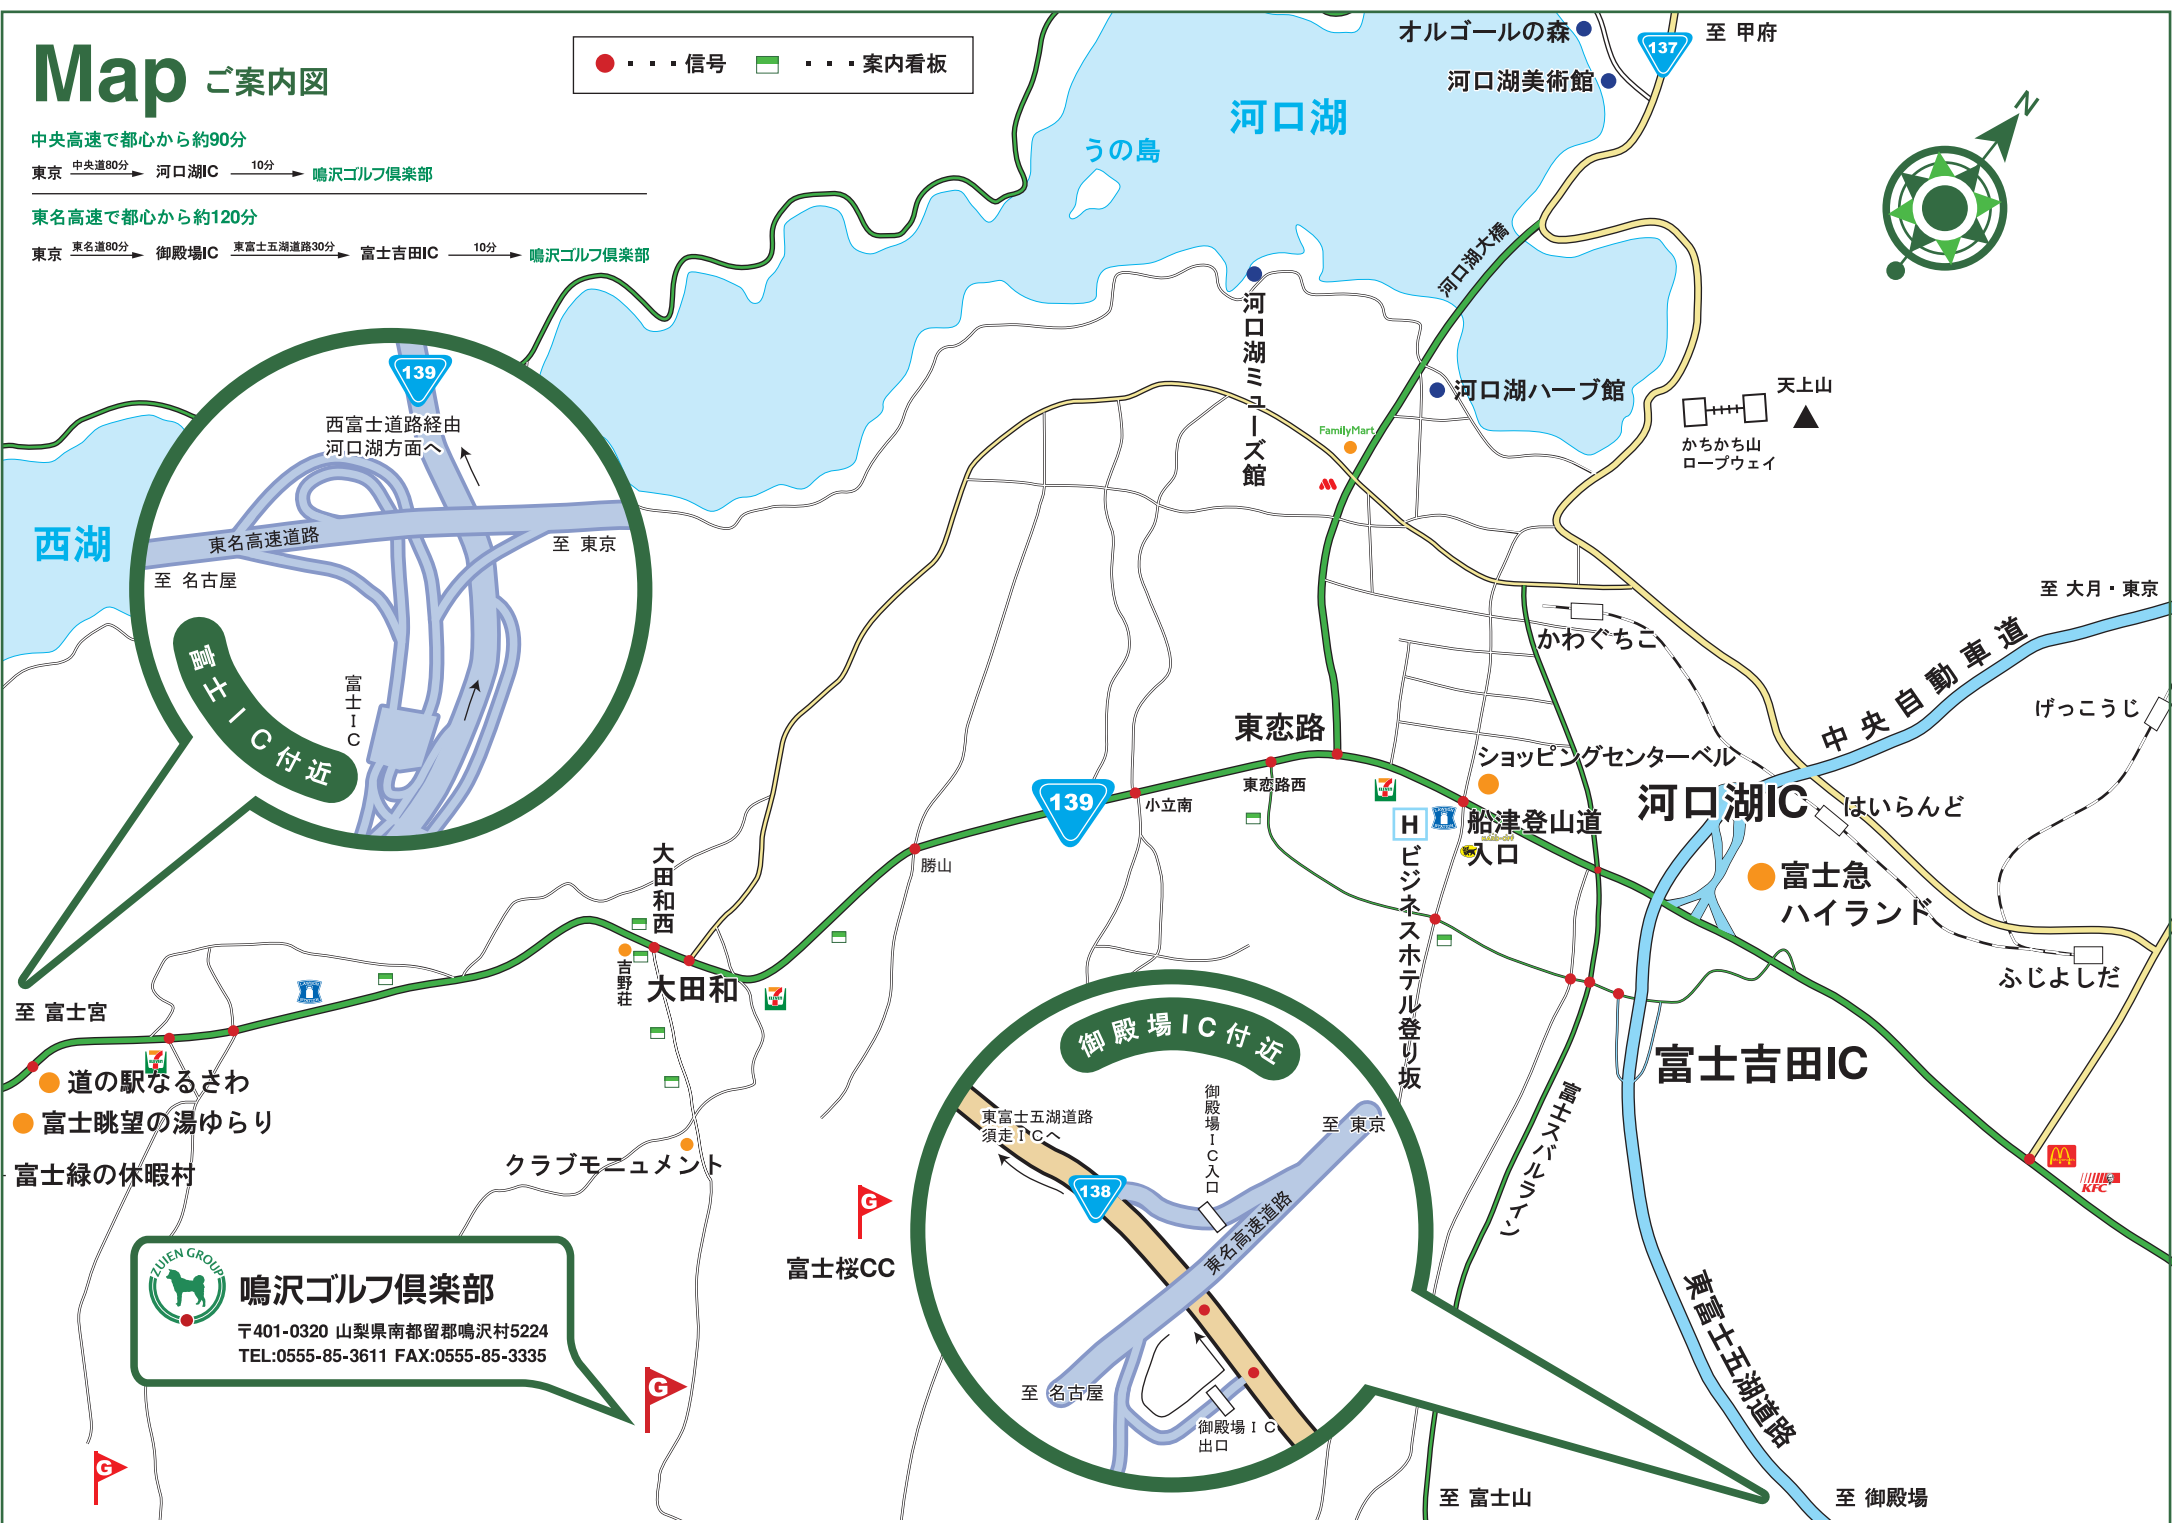 Map ご案内図
中央高速で都心から約90分
東京 中央道80分 河口湖IC 10分 鳴沢ゴルフ倶楽部
東名高速で都心から約120分
東京 東名道80分 御殿場IC 東富士五湖道路30分 富士吉田IC 10分 鳴沢ゴルフ倶楽部
・・・信号 ・・・案内看板
オルゴールの森
河口湖美術館
137
至 甲府
N
河口湖
うの島
河口湖大橋
河口湖ミューズ館
河口湖ハーブ館
FamilyMart
天上山
かちかち山
ロープウェイ
西湖
139
西富士道路経由
河口湖方面へ
東名高速道路
至 東京
至 名古屋
富士IC
富士IC付近
至 大月・東京
かわぐちこ
中央自動車道
げっこうじ
東恋路
ショッピングセンターベル
河口湖IC
はいらんど
139
小立南
東恋路西
7 ELEVEN
H
船津登山道
入口
ビジネスホテル登り坂
富士急
ハイランド
勝山
大田和西
吉野荘
大田和
7 ELEVEN
ふじよしだ
至 富士宮
7 ELEVEN
道の駅なるさわ
富士眺望の湯ゆらり
富士緑の休暇村
クラブモニュメント
富士吉田IC
富士スバルライン
御殿場IC付近
東富士五湖道路
須走ICへ
御殿場IC入口
至 東京
138
東名高速道路
至 名古屋
御殿場IC
出口
G
富士桜CC
KFC
ZUIEN GROUP
鳴沢ゴルフ倶楽部
〒401-0320 山梨県南都留郡鳴沢村5224
TEL:0555-85-3611 FAX:0555-85-3335
G
G
東富士五湖道路
至 富士山
至 御殿場